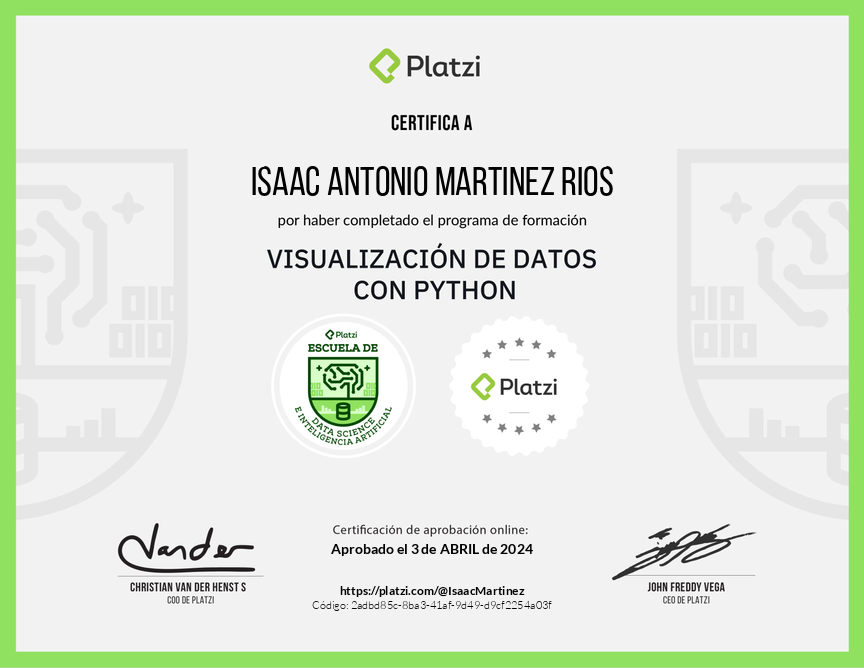 Platzi
CERTIFICA A
ISAAC ANTONIO MARTINEZ RIOS
por haber completado el programa de formación
VISUALIZACIÓN DE DATOS
CON PYTHON
Platzi
ESCUELA DE
DATA SCIENCE
E INTELIGENCIA ARTIFICIAL
Platzi
Certificación de aprobación online:
Aprobado el 3 de ABRIL de 2024
Vander
CHRISTIAN VAN DER HENST S
COO DE PLATZI
https://platzi.com/@IsaacMartinez
Código: 2adbd85c-8ba3-41af-9d49-d9cf2254a03f
JOHN FREDDY VEGA
CEO DE PLATZI